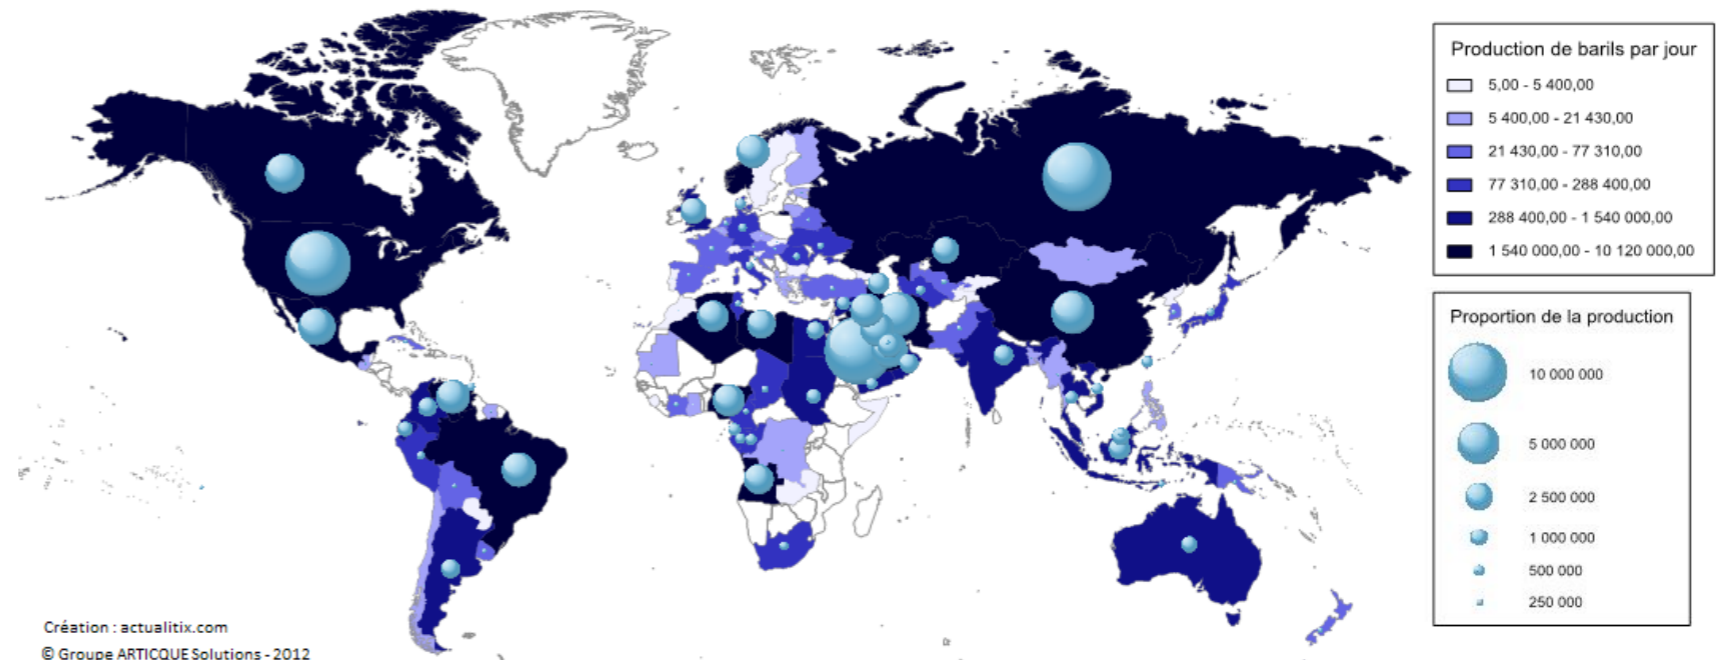 Production de barils par jour
5,00 - 5 400,00
5 400,00 - 21 430,00
21 430,00 - 77 310,00
77 310,00 - 288 400,00
288 400,00 - 1 540 000,00
1 540 000,00 - 10 120 000,00
Proportion de la production
10 000 000
5 000 000
2 500 000
1 000 000
500 000
250 000
Création : actualitix.com
© Groupe ARTICQUE Solutions - 2012